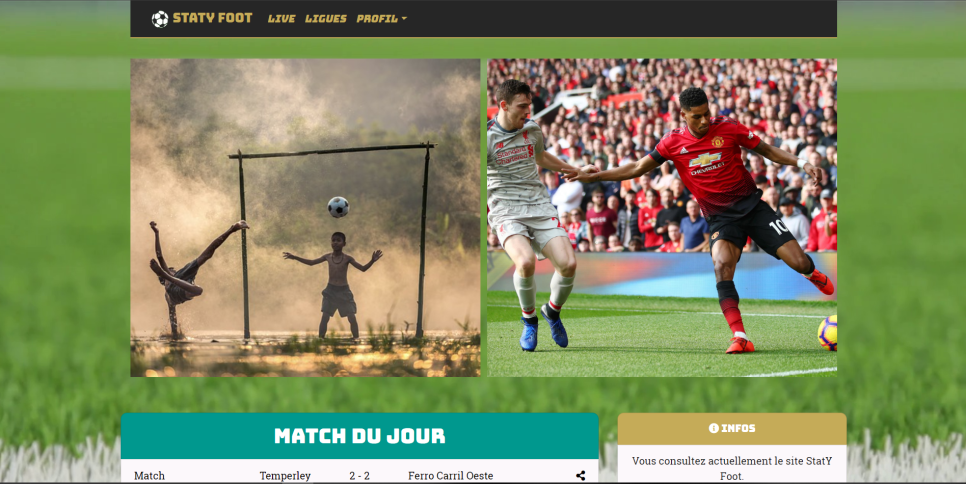 STATY FOOT LIVE LIGUES PROFIL
CHEVROLET
10
MATCH DU JOUR
INFOS
Match Temperley 2 - 2 Ferro Carril Oeste
Vous consultez actuellement le site StatY
Foot.